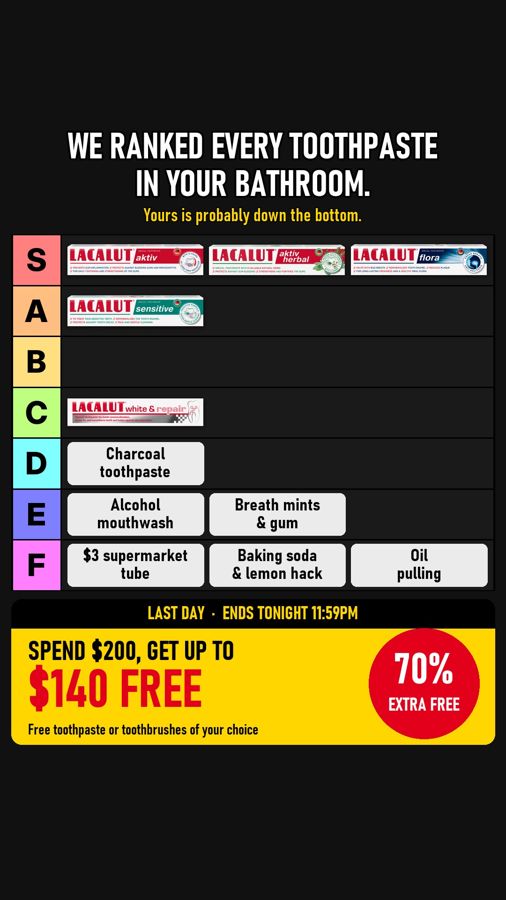 WE RANKED EVERY TOOTHPASTE
IN YOUR BATHROOM.
Yours is probably down the bottom.
S
LACALUT aktiv
LACALUT aktiv herbal
LACALUT flora
A
LACALUT sensitive
B
C
LACALUT white & repair
D
Charcoal
toothpaste
E
Alcohol
mouthwash
Breath mints
& gum
F
$3 supermarket
tube
Baking soda
& lemon hack
Oil
pulling
LAST DAY · ENDS TONIGHT 11:59PM
SPEND $200, GET UP TO
$140 FREE
Free toothpaste or toothbrushes of your choice
70%
EXTRA FREE